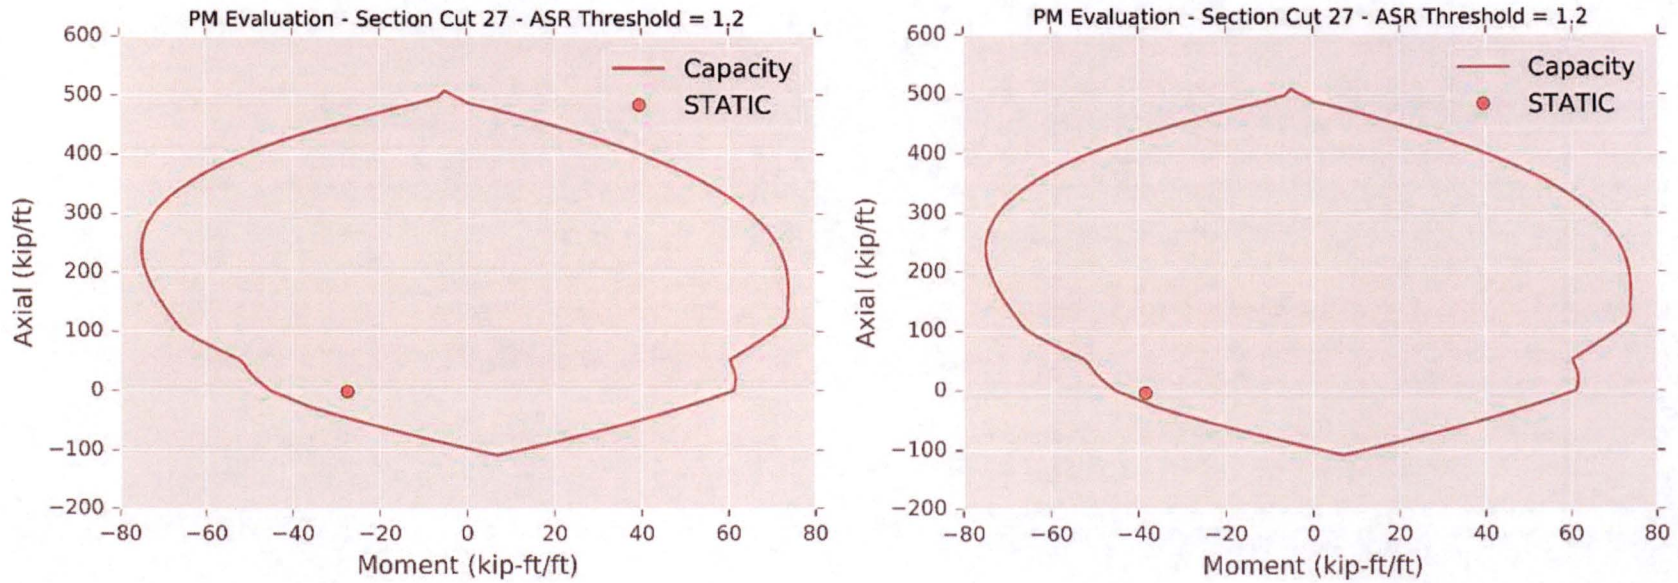 PM Evaluation - Section Cut 27 - ASR Threshold = 1.2
600
500
400
300
200
100
0
−100
−200
Axial (kip/ft)
Capacity
STATIC
−80 −60 −40 −20 0 20 40 60 80
Moment (kip-ft/ft)
PM Evaluation - Section Cut 27 - ASR Threshold = 1.2
600
500
400
300
200
100
0
−100
−200
Axial (kip/ft)
Capacity
STATIC
−80 −60 −40 −20 0 20 40 60 80
Moment (kip-ft/ft)